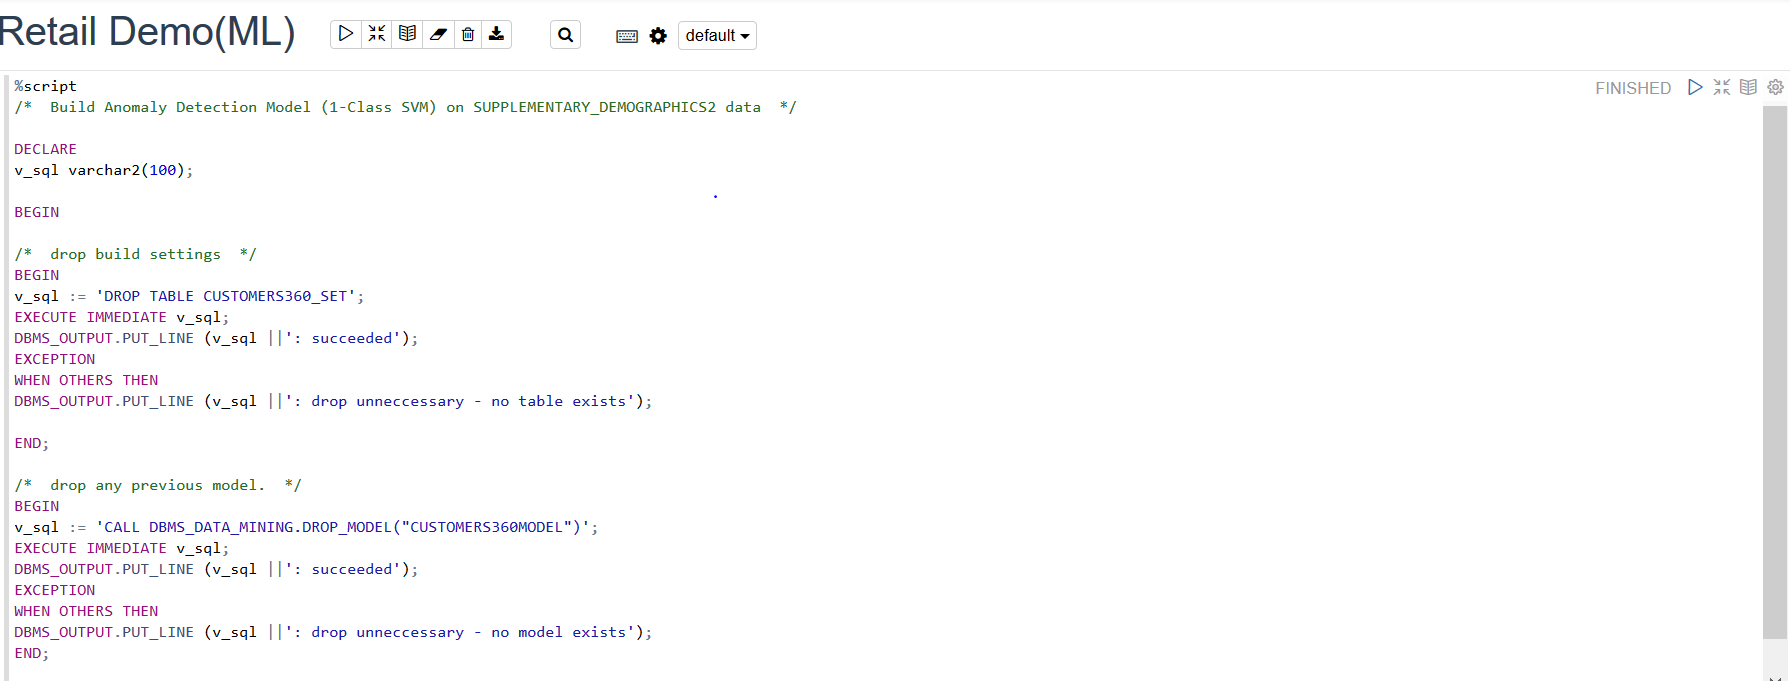 Retail Demo(ML)
default
FINISHED
%script
/*  Build Anomaly Detection Model (1-Class SVM) on SUPPLEMENTARY_DEMOGRAPHICS2 data  */
DECLARE
v_sql varchar2(100);
BEGIN
/*  drop build settings  */
BEGIN
v_sql := 'DROP TABLE CUSTOMERS360_SET';
EXECUTE IMMEDIATE v_sql;
DBMS_OUTPUT.PUT_LINE (v_sql ||': succeeded');
EXCEPTION
WHEN OTHERS THEN
DBMS_OUTPUT.PUT_LINE (v_sql ||': drop unneccessary - no table exists');
END;
/*  drop any previous model.  */
BEGIN
v_sql := 'CALL DBMS_DATA_MINING.DROP_MODEL("CUSTOMERS360MODEL")';
EXECUTE IMMEDIATE v_sql;
DBMS_OUTPUT.PUT_LINE (v_sql ||': succeeded');
EXCEPTION
WHEN OTHERS THEN
DBMS_OUTPUT.PUT_LINE (v_sql ||': drop unneccessary - no model exists');
END;